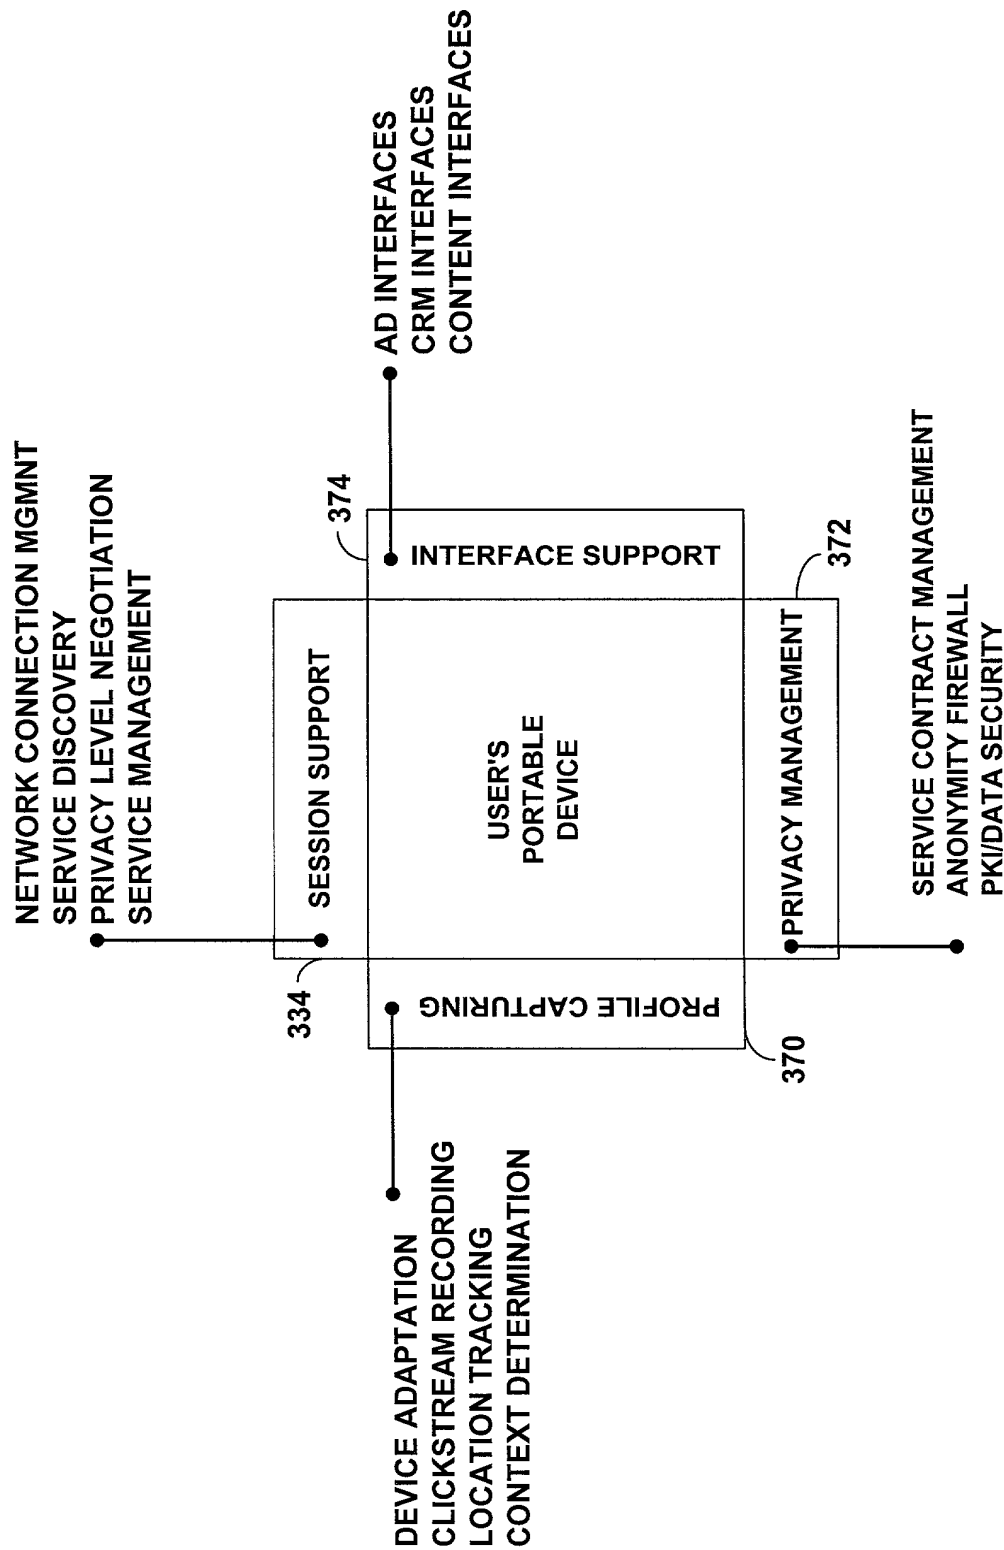 NETWORK CONNECTION MGMNT
SERVICE DISCOVERY
PRIVACY LEVEL NEGOTIATION
SERVICE MANAGEMENT
334
SESSION SUPPORT
374
AD INTERFACES
CRM INTERFACES
CONTENT INTERFACES
INTERFACE SUPPORT
USER'S
PORTABLE
DEVICE
PROFILE CAPTURING
DEVICE ADAPTATION
CLICKSTREAM RECORDING
LOCATION TRACKING
CONTEXT DETERMINATION
370
PRIVACY MANAGEMENT
372
SERVICE CONTRACT MANAGEMENT
ANONYMITY FIREWALL
PKI/DATA SECURITY